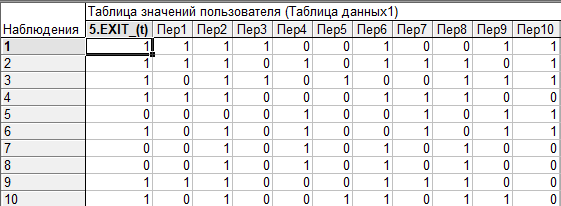 Таблица значений пользователя (Таблица данных1)
Наблюдения 5.EXIT_(t) Пер1 Пер2 Пер3 Пер4 Пер5 Пер6 Пер7 Пер8 Пер9 Пер10
1 1 1 1 1 0 0 1 0 0 1 1
2 1 1 1 0 1 0 1 1 1 0 1
3 1 0 1 1 0 1 0 0 1 1 1
4 1 1 1 0 0 0 1 1 1 0 0
5 0 0 0 0 1 0 0 1 0 1 1
6 1 0 1 0 1 0 0 1 0 1 1
7 0 0 1 0 0 0 1 1 0 0 0
8 0 0 1 0 1 0 1 0 0 0 0
9 1 1 1 0 0 0 1 1 1 0 0
10 1 0 1 0 0 1 1 0 1 1 0